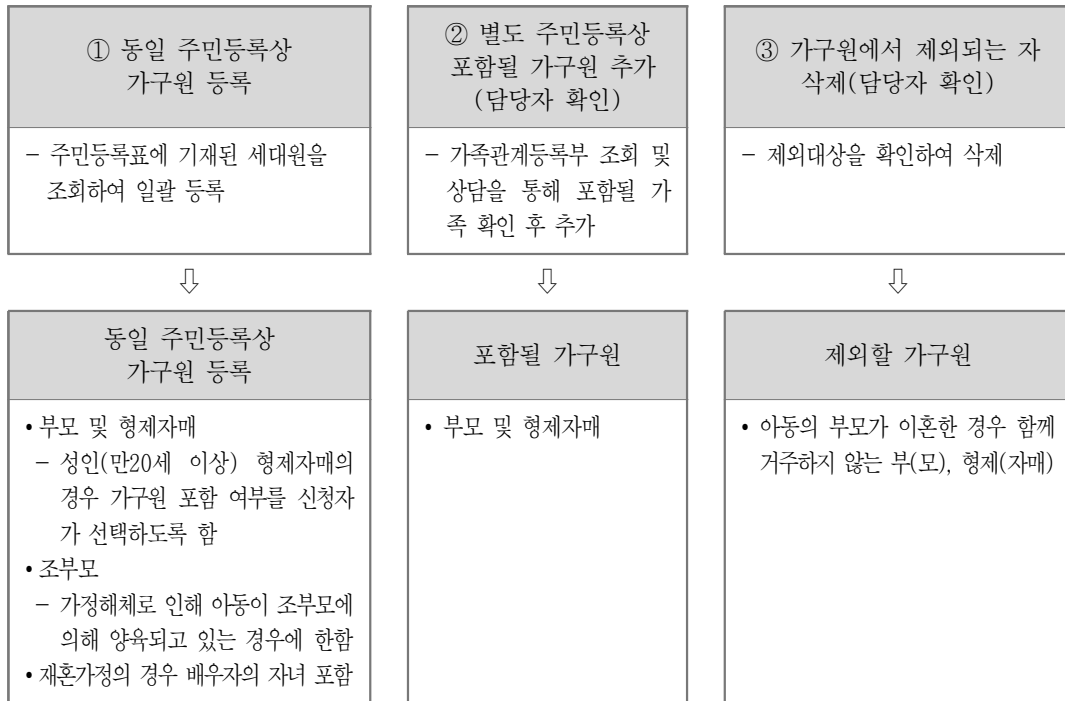 ① 동일 주민등록상
가구원 등록
- 주민등록표에 기재된 세대원을
조회하여 일괄 등록
② 별도 주민등록상
포함될 가구원 추가
(담당자 확인)
- 가족관계등록부 조회 및
상담을 통해 포함될 가
족 확인 후 추가
③ 가구원에서 제외되는 자
삭제(담당자 확인)
- 제외대상을 확인하여 삭제
⇩
⇩
⇩
동일 주민등록상
가구원 등록
• 부모 및 형제자매
- 성인(만20세 이상) 형제자매의
경우 가구원 포함 여부를 신청자
가 선택하도록 함
• 조부모
- 가정해체로 인해 아동이 조부모에
의해 양육되고 있는 경우에 한함
• 재혼가정의 경우 배우자의 자녀 포함
포함될 가구원
• 부모 및 형제자매
제외할 가구원
• 아동의 부모가 이혼한 경우 함께
거주하지 않는 부(모), 형제(자매)